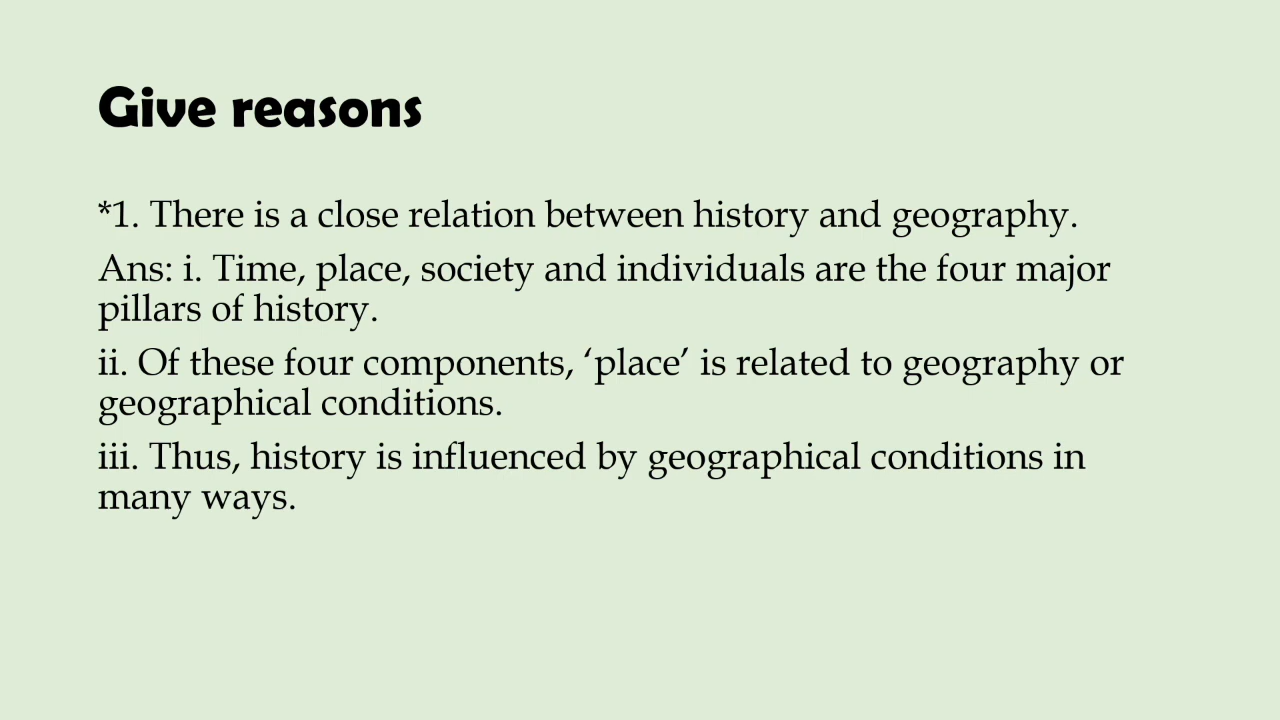 Give reasons
*1. There is a close relation between history and geography.
Ans: i. Time, place, society and individuals are the four major
pillars of history.
ii. Of these four components, ‘place’ is related to geography or
geographical conditions.
iii. Thus, history is influenced by geographical conditions in
many ways.